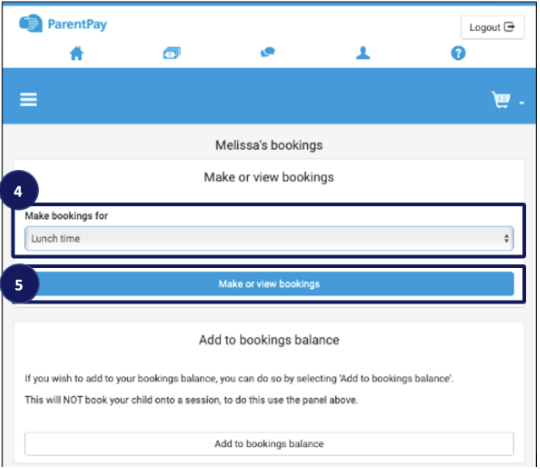 ParentPay
Logout
Melissa's bookings
Make or view bookings
4
Make bookings for
Lunch time
5
Make or view bookings
Add to bookings balance
If you wish to add to your bookings balance, you can do so by selecting 'Add to bookings balance'.
This will NOT book your child onto a session, to do this use the panel above.
Add to bookings balance